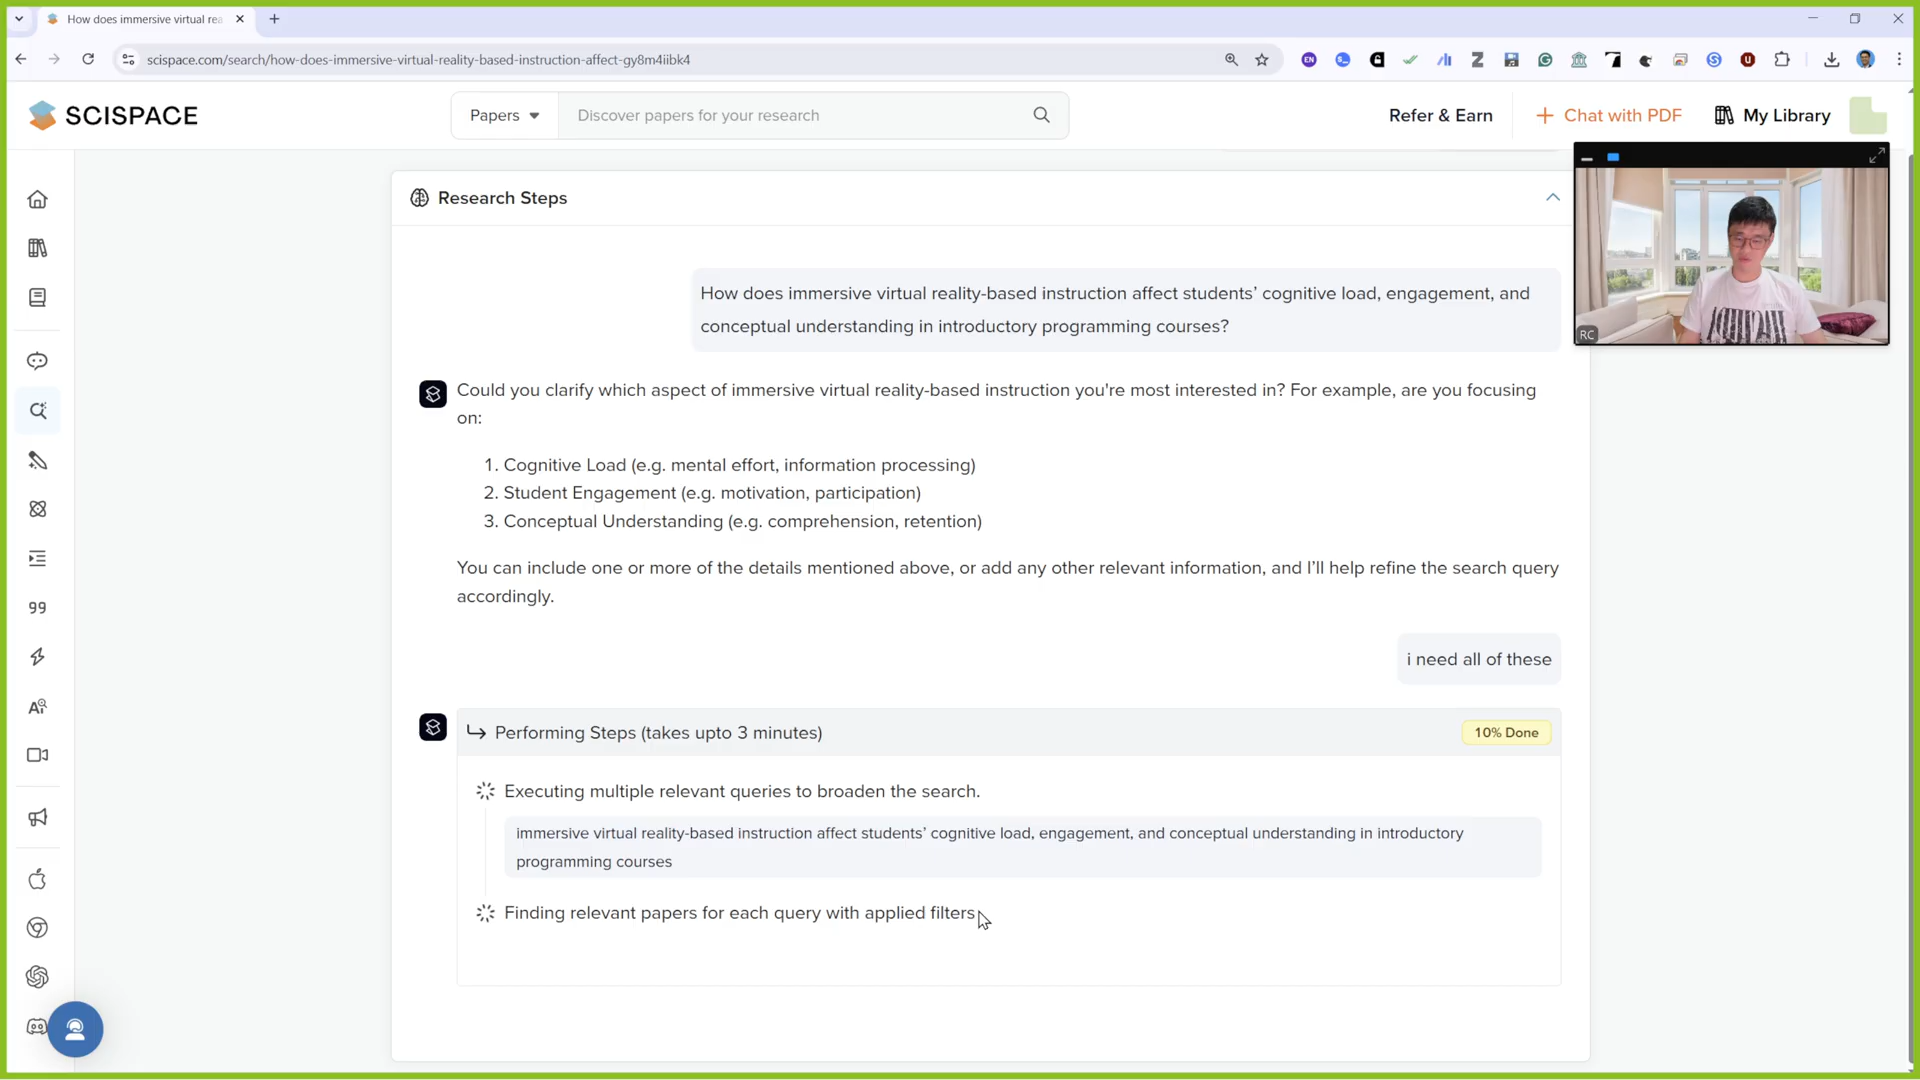 How does immersive virtual rea
scispace.com/search/how-does-immersive-virtual-reality-based-instruction-affect-gy8m4iibk4
SCISPACE
Papers
Discover papers for your research
Refer & Earn
+ Chat with PDF
My Library
Research Steps
RC
How does immersive virtual reality-based instruction affect students’ cognitive load, engagement, and
conceptual understanding in introductory programming courses?
Could you clarify which aspect of immersive virtual reality-based instruction you're most interested in? For example, are you focusing
on:
1. Cognitive Load (e.g. mental effort, information processing)
2. Student Engagement (e.g. motivation, participation)
3. Conceptual Understanding (e.g. comprehension, retention)
You can include one or more of the details mentioned above, or add any other relevant information, and I’ll help refine the search query
accordingly.
i need all of these
Performing Steps (takes upto 3 minutes)
10% Done
Executing multiple relevant queries to broaden the search.
immersive virtual reality-based instruction affect students’ cognitive load, engagement, and conceptual understanding in introductory
programming courses
Finding relevant papers for each query with applied filters